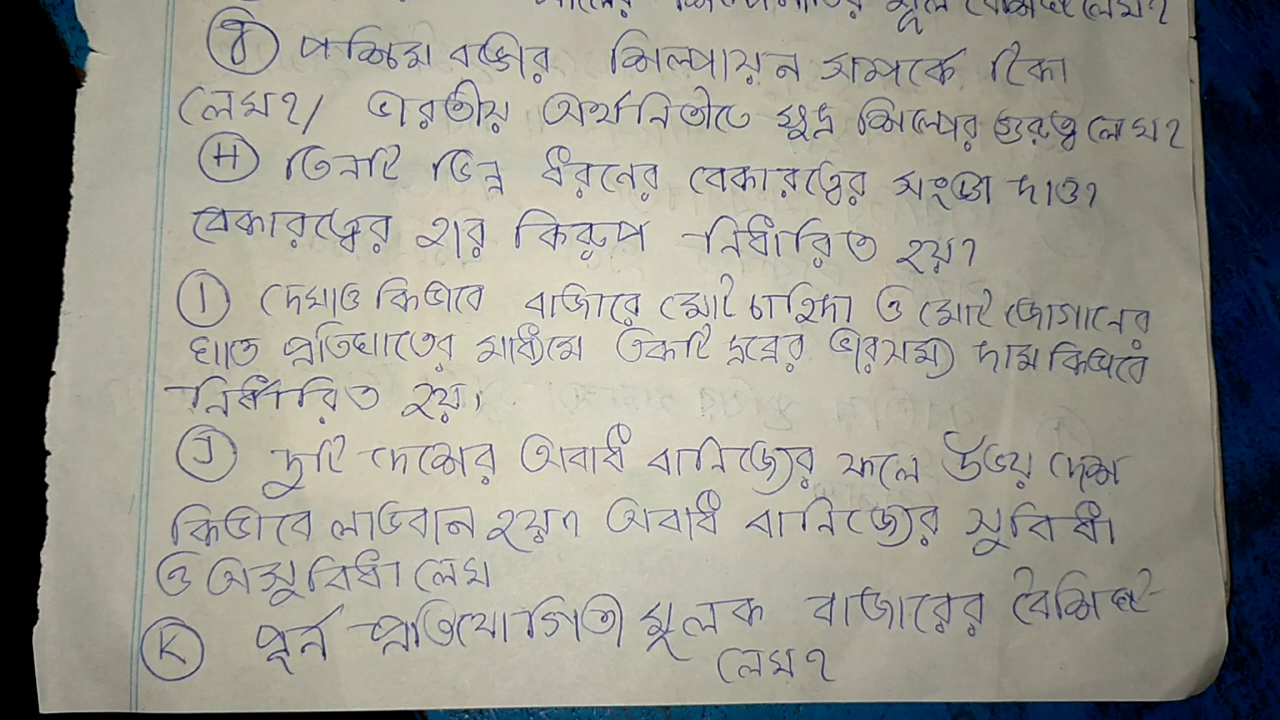 মূল বৈশিষ্ট লেখ?
(g) পশ্চিম বঙ্গের শিল্পায়ন সম্পর্কে টিকা
লেখ?/ ভারতীয় অর্থনিতীতে ক্ষুদ্র শিল্পের গুরুত্ব লেখ?
(H) তিনটি ভিন্ন ধরনের বেকারত্বের সংজ্ঞা দাও?
বেকারত্বের হার কিরুপ নির্ধারিত হয়?
(I) দেখাও কিভাবে বাজারে মোট চাহিদা ও মোট জোগানের
ঘাত প্রতিঘাতের মাধ্যমে একটি দ্রব্যের ভারসাম্য দাম কিভাবে
নির্ধারিত হয়।
(J) দুটি দেশের অবাধ বানিজ্যের ফলে উভয় দেশ
কিভাবে লাভবান হয়? অবাধ বানিজ্যের সুবিধা
ও অসুবিধা লেখ
(K) পূর্ন প্রতিযোগিতা মূলক বাজারের বৈশিষ্ট
লেখ?